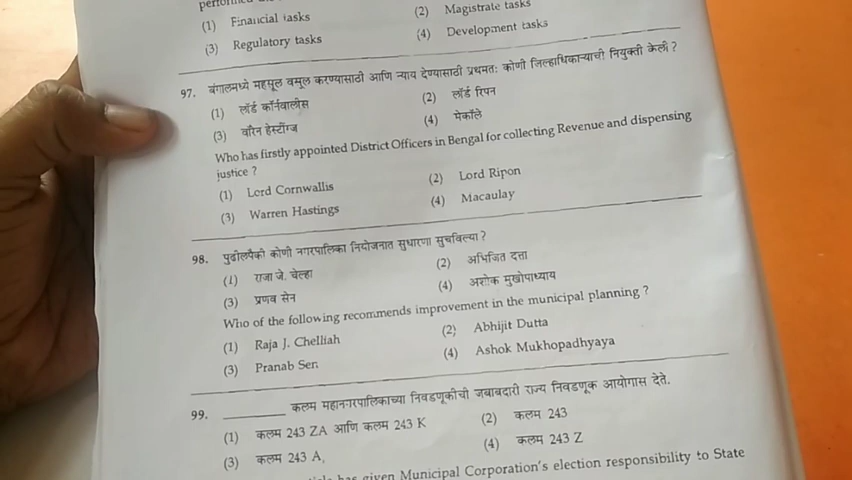 (1) Financial tasks
(2) Magistrate tasks
(3) Regulatory tasks
(4) Development tasks
97. बंगालमध्ये महसूल वसूल करण्यासाठी आणि न्याय देण्यासाठी प्रथमतः कोणी जिल्हाधिकाऱ्याची नियुक्ती केली ?
(1) लॉर्ड कॉर्नवालीस
(2) लॉर्ड रिपन
(3) वॉरेन हेस्टींग्ज
(4) मेकॉले
Who has firstly appointed District Officers in Bengal for collecting Revenue and dispensing
justice ?
(1) Lord Cornwallis
(2) Lord Ripon
(3) Warren Hastings
(4) Macaulay
98. पुढीलपैकी कोणी नगरपालिका नियोजनात सुधारणा सुचविल्या ?
(1) राजा जे. चेल्हा
(2) अभिजित दत्ता
(3) प्रणव सेन
(4) अशोक मुखोपाध्याय
Who of the following recommends improvement in the municipal planning ?
(1) Raja J. Chelliah
(2) Abhijit Dutta
(3) Pranab Sen
(4) Ashok Mukhopadhyaya
99. ________ कलम महानगरपालिकाच्या निवडणूकीची जबाबदारी राज्य निवडणूक आयोगास देते.
(1) कलम 243 ZA आणि कलम 243 K
(2) कलम 243
(3) कलम 243 A
(4) कलम 243 Z
has given Municipal Corporation's election responsibility to State